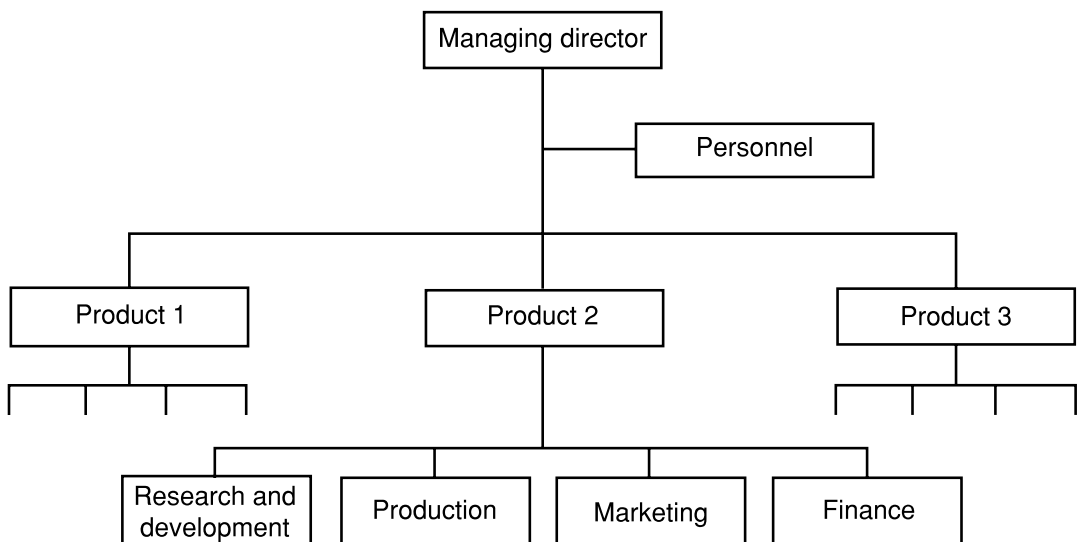 Managing director
Personnel
Product 1
Product 2
Product 3
Research and
development
Production
Marketing
Finance